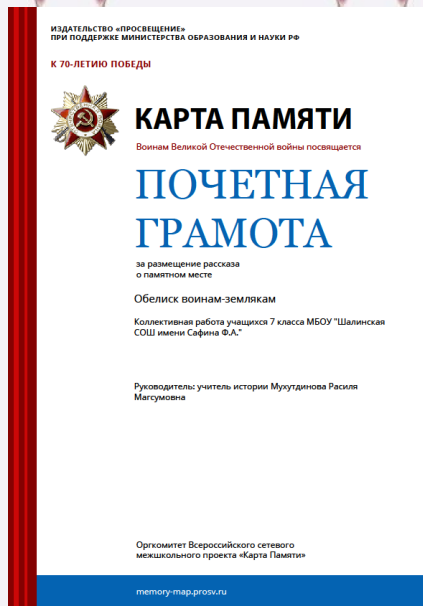 ИЗДАТЕЛЬСТВО «ПРОСВЕЩЕНИЕ»
ПРИ ПОДДЕРЖКЕ МИНИСТЕРСТВА ОБРАЗОВАНИЯ И НАУКИ РФ
К 70-ЛЕТИЮ ПОБЕДЫ
КАРТА ПАМЯТИ
Воинам Великой Отечественной войны посвящается
ПОЧЕТНАЯ
ГРАМОТА
за размещение рассказа
о памятном месте
Обелиск воинам-землякам
Коллективная работа учащихся 7 класса МБОУ "Шалинская
СОШ имени Сафина Ф.А."
Руководитель: учитель истории Мухутдинова Расиля
Магсумовна
Оргкомитет Всероссийского сетевого
межшкольного проекта «Карта Памяти»
memory-map.prosv.ru